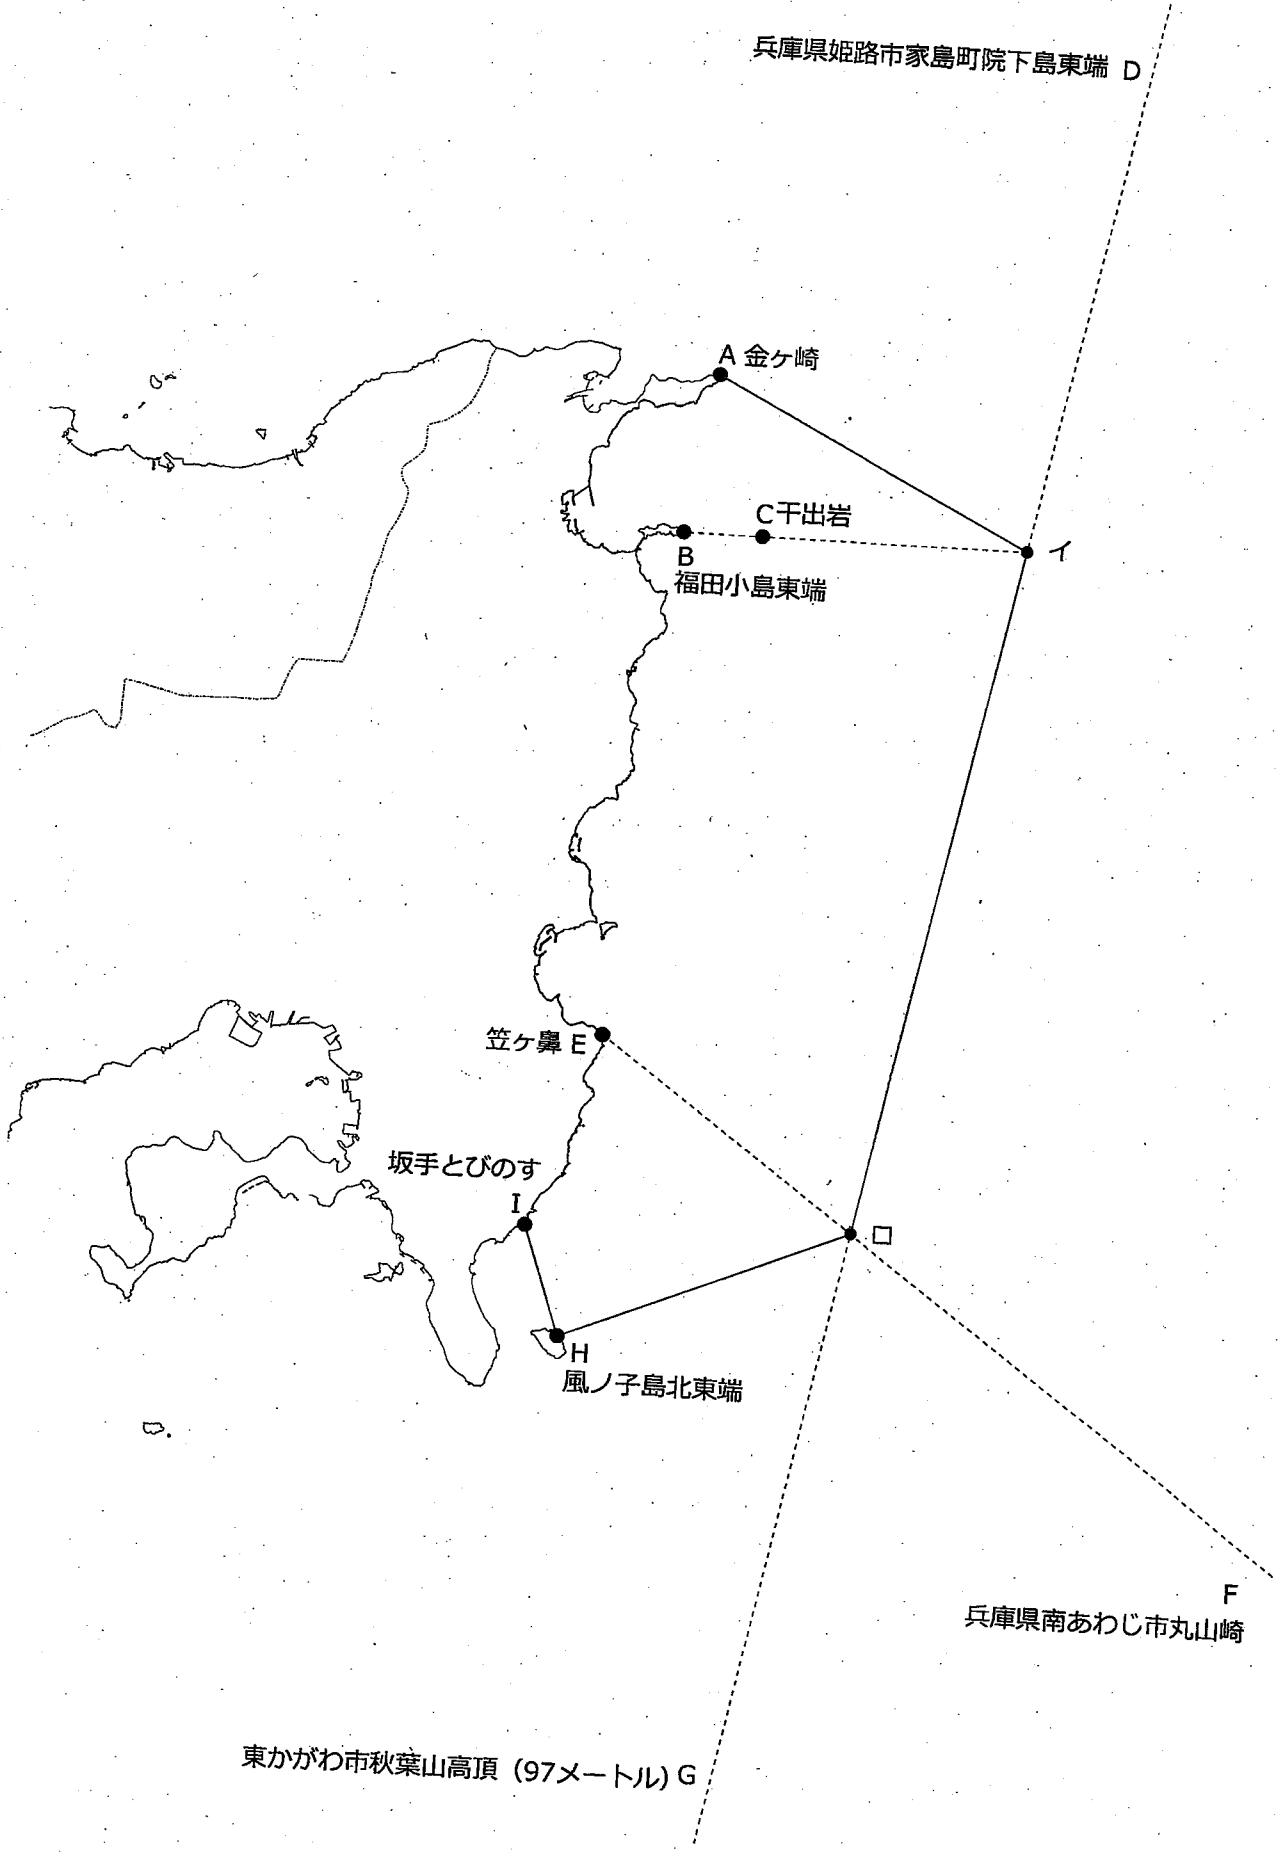 兵庫県姫路市家島町院下島東端 D
A 金ヶ崎
C干出岩
イ
B
福田小島東端
笠ヶ鼻 E
坂手とびのす
I
ロ
H
風ノ子島北東端
F
兵庫県南あわじ市丸山崎
東かがわ市秋葉山高頂（97メートル）G